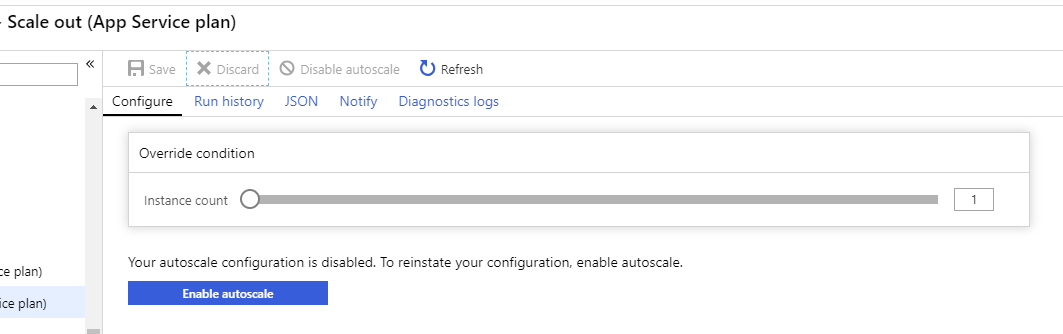 Scale out (App Service plan)
«
Save Discard Disable autoscale Refresh
Configure Run history JSON Notify Diagnostics logs
Override condition
Instance count 1
Your autoscale configuration is disabled. To reinstate your configuration, enable autoscale.
ce plan)
Enable autoscale
ice plan)